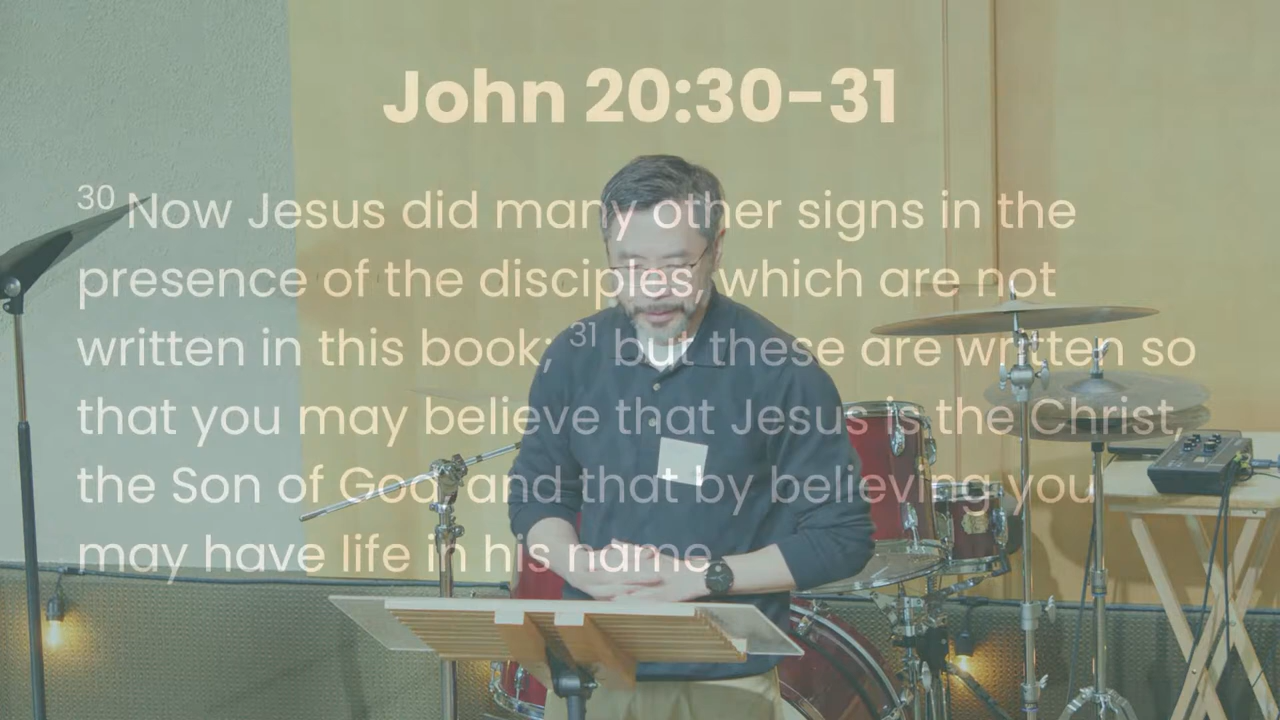 John 20:30-31
30 Now Jesus did many other signs in the
presence of the disciples, which are not
written in this book; 31 but these are written so
that you may believe that Jesus is the Christ,
the Son of God, and that by believing you
may have life in his name.